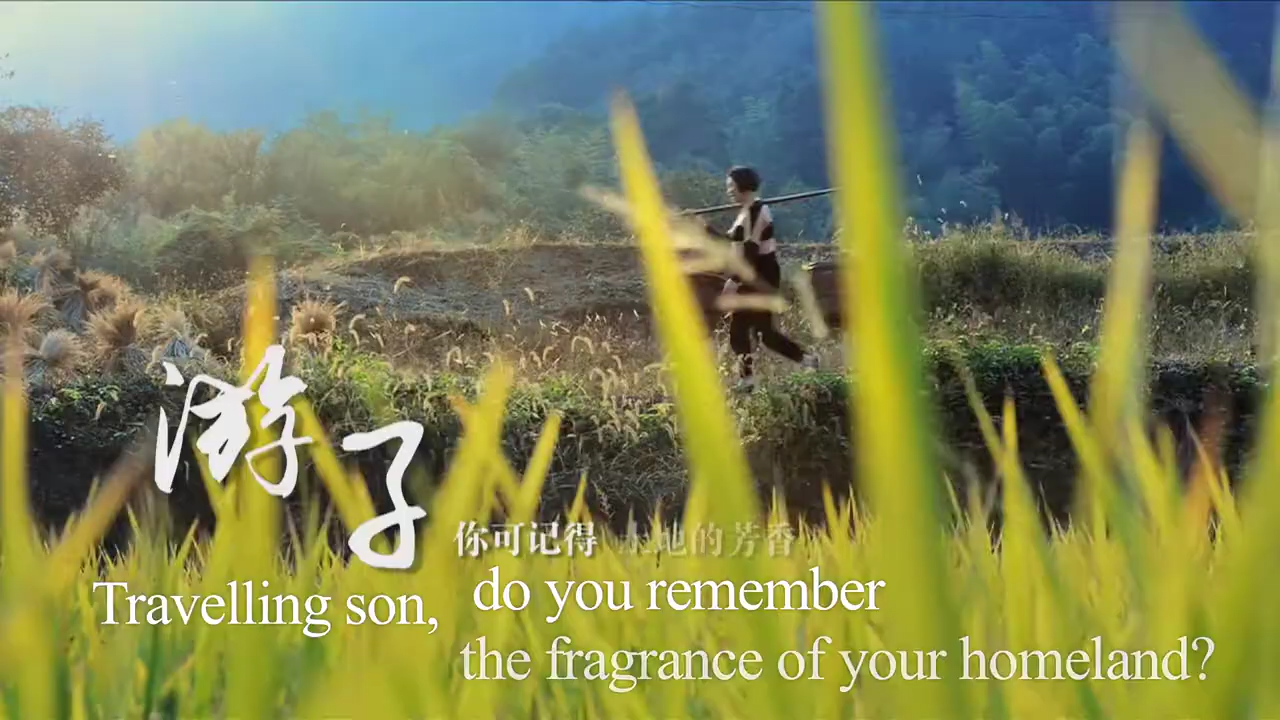 游子
你可记得 土地的芳香
Travelling son, do you remember
the fragrance of your homeland?